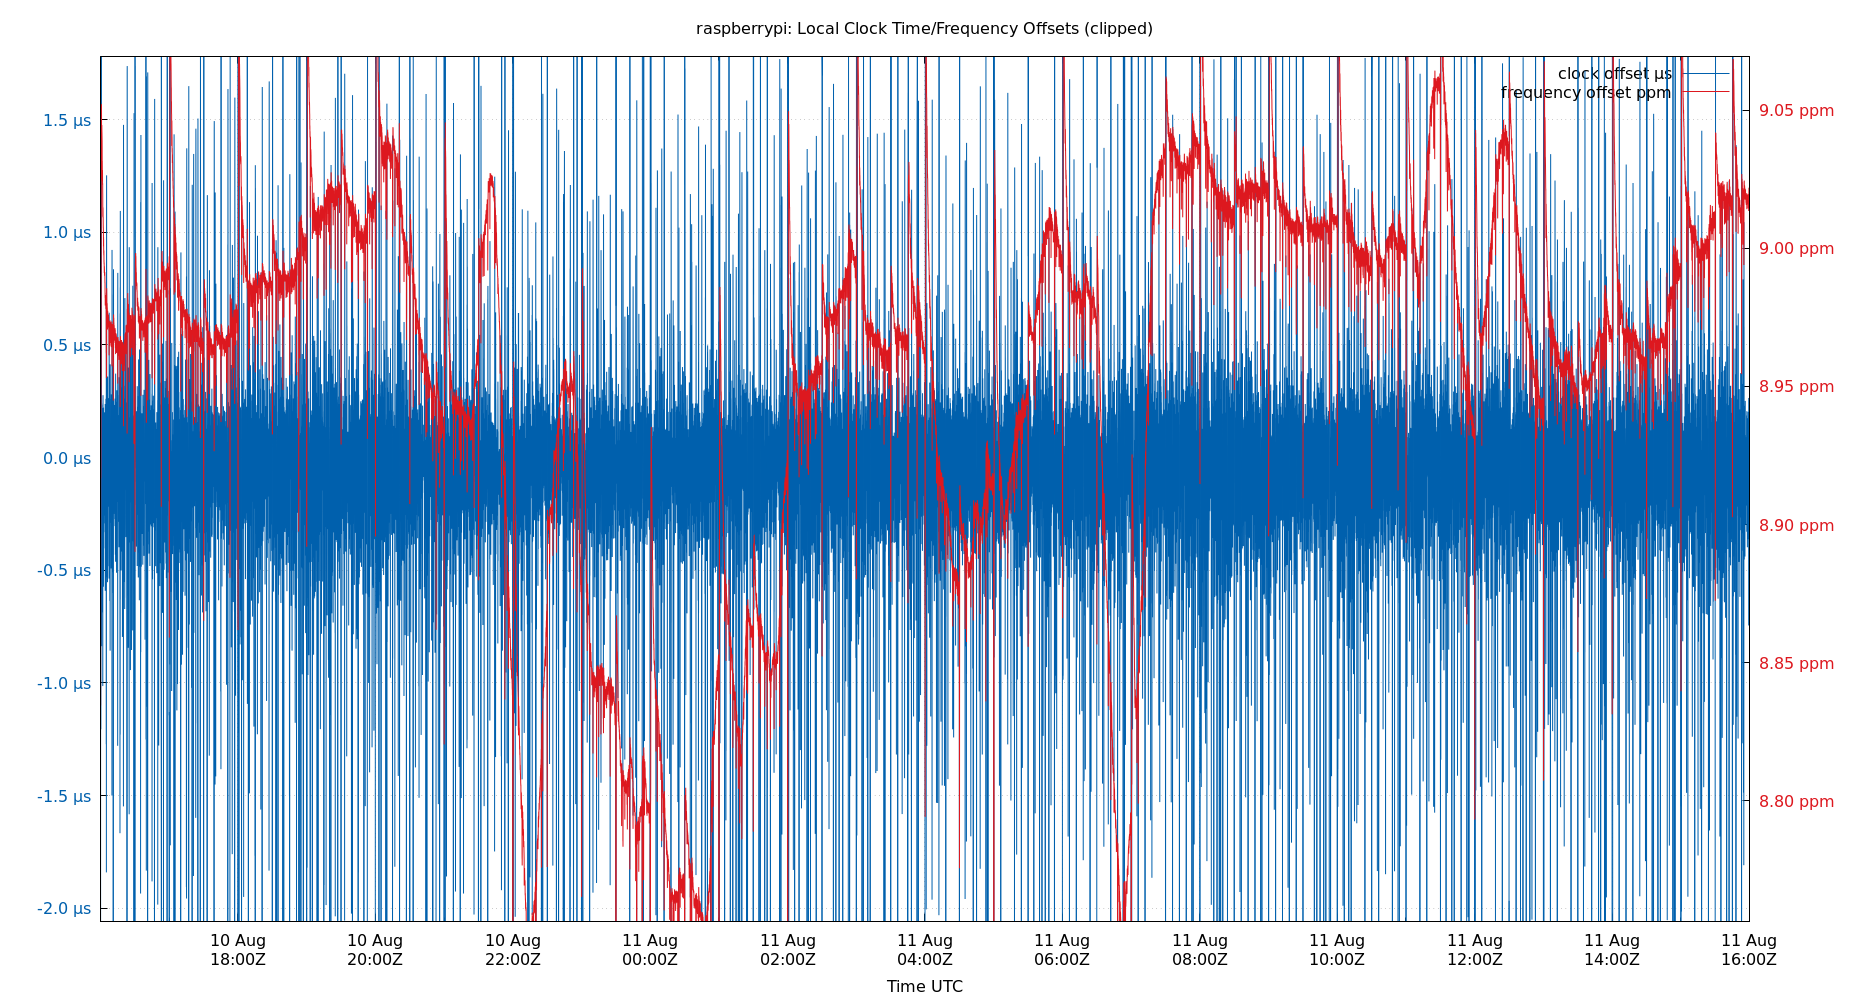 raspberrypi: Local Clock Time/Frequency Offsets (clipped)
clock offset µs
frequency offset ppm
1.5 µs
1.0 µs
0.5 µs
0.0 µs
-0.5 µs
-1.0 µs
-1.5 µs
-2.0 µs
9.05 ppm
9.00 ppm
8.95 ppm
8.90 ppm
8.85 ppm
8.80 ppm
10 Aug 10 Aug 10 Aug 11 Aug 11 Aug 11 Aug 11 Aug 11 Aug 11 Aug 11 Aug 11 Aug 11 Aug
18:00Z 20:00Z 22:00Z 00:00Z 02:00Z 04:00Z 06:00Z 08:00Z 10:00Z 12:00Z 14:00Z 16:00Z
Time UTC